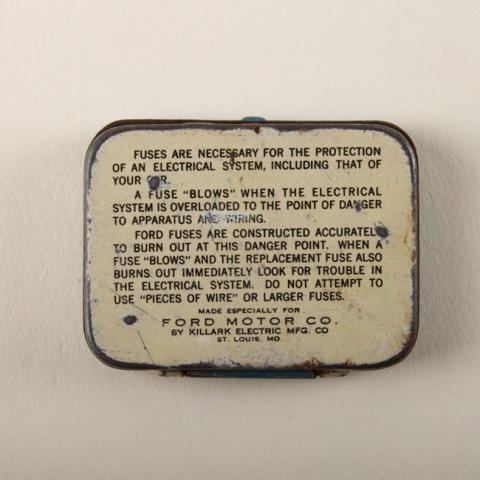 FUSES ARE NECESSARY FOR THE PROTECTION
OF AN ELECTRICAL SYSTEM, INCLUDING THAT OF
YOUR CAR.
A FUSE "BLOWS" WHEN THE ELECTRICAL
SYSTEM IS OVERLOADED TO THE POINT OF DANGER
TO APPARATUS AND WIRING.
FORD FUSES ARE CONSTRUCTED ACCURATELY
TO BURN OUT AT THIS DANGER POINT. WHEN A
FUSE "BLOWS" AND THE REPLACEMENT FUSE ALSO
BURNS OUT IMMEDIATELY LOOK FOR TROUBLE IN
THE ELECTRICAL SYSTEM. DO NOT ATTEMPT TO
USE "PIECES OF WIRE" OR LARGER FUSES.
MADE ESPECIALLY FOR
FORD MOTOR CO.
BY KILLARK ELECTRIC MFG. CO
ST. LOUIS, MO.